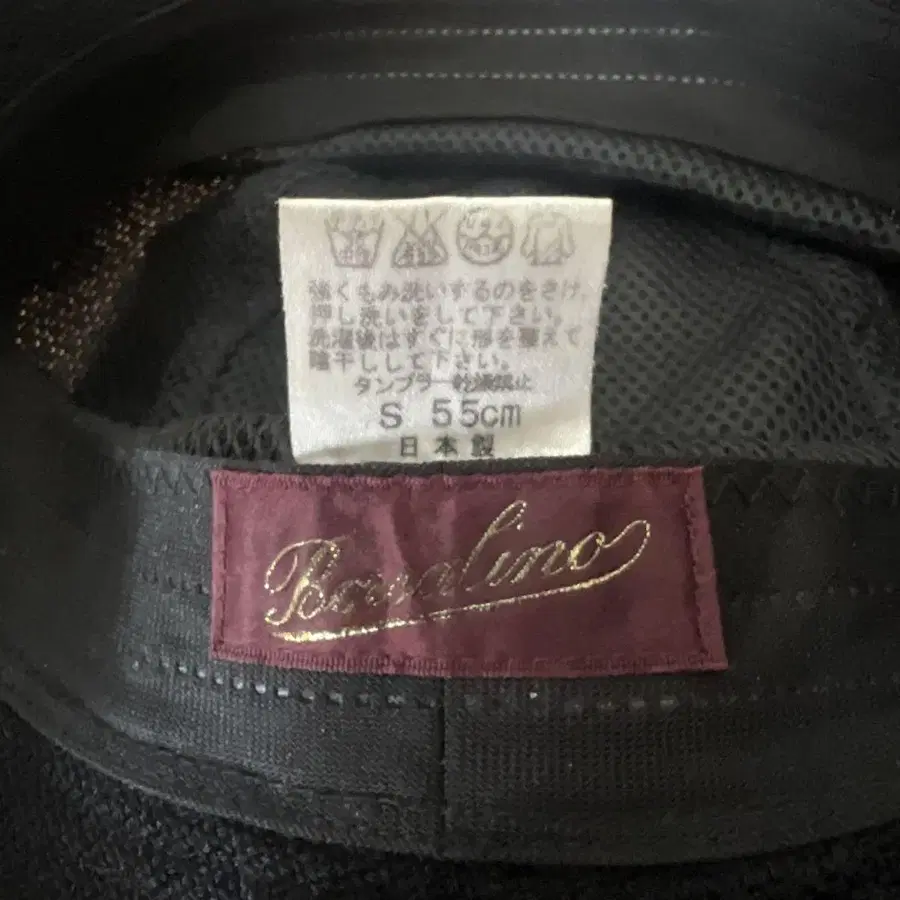 強くもみ洗いするのをさけ、
押し洗いをして下さい。
洗濯後はすぐに形を整えて
陰干ししして下さい。
タンブラー乾燥禁止
S 55cm
日本製
Borsalino